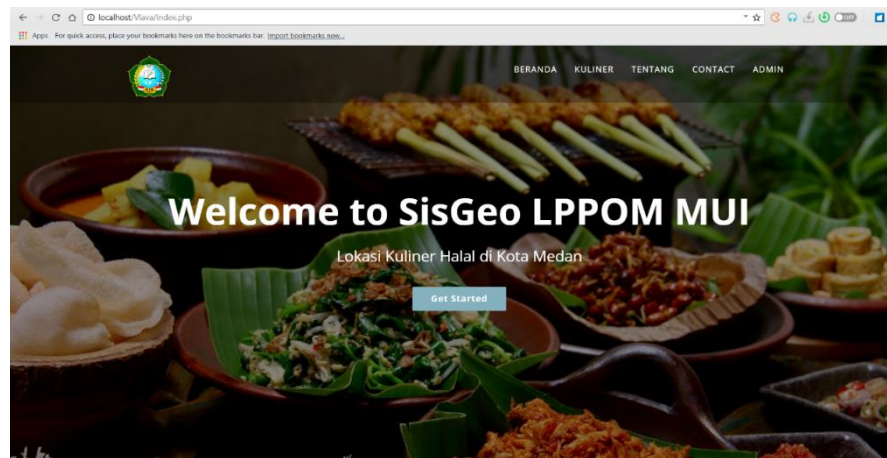 localhost/Vlava/index.php
Apps For quick access, place your bookmarks here on the bookmarks bar. Import bookmarks now...
BERANDA KULINER TENTANG CONTACT ADMIN
Welcome to SisGeo LPPOM MUI
Lokasi Kuliner Halal di Kota Medan
Get Started